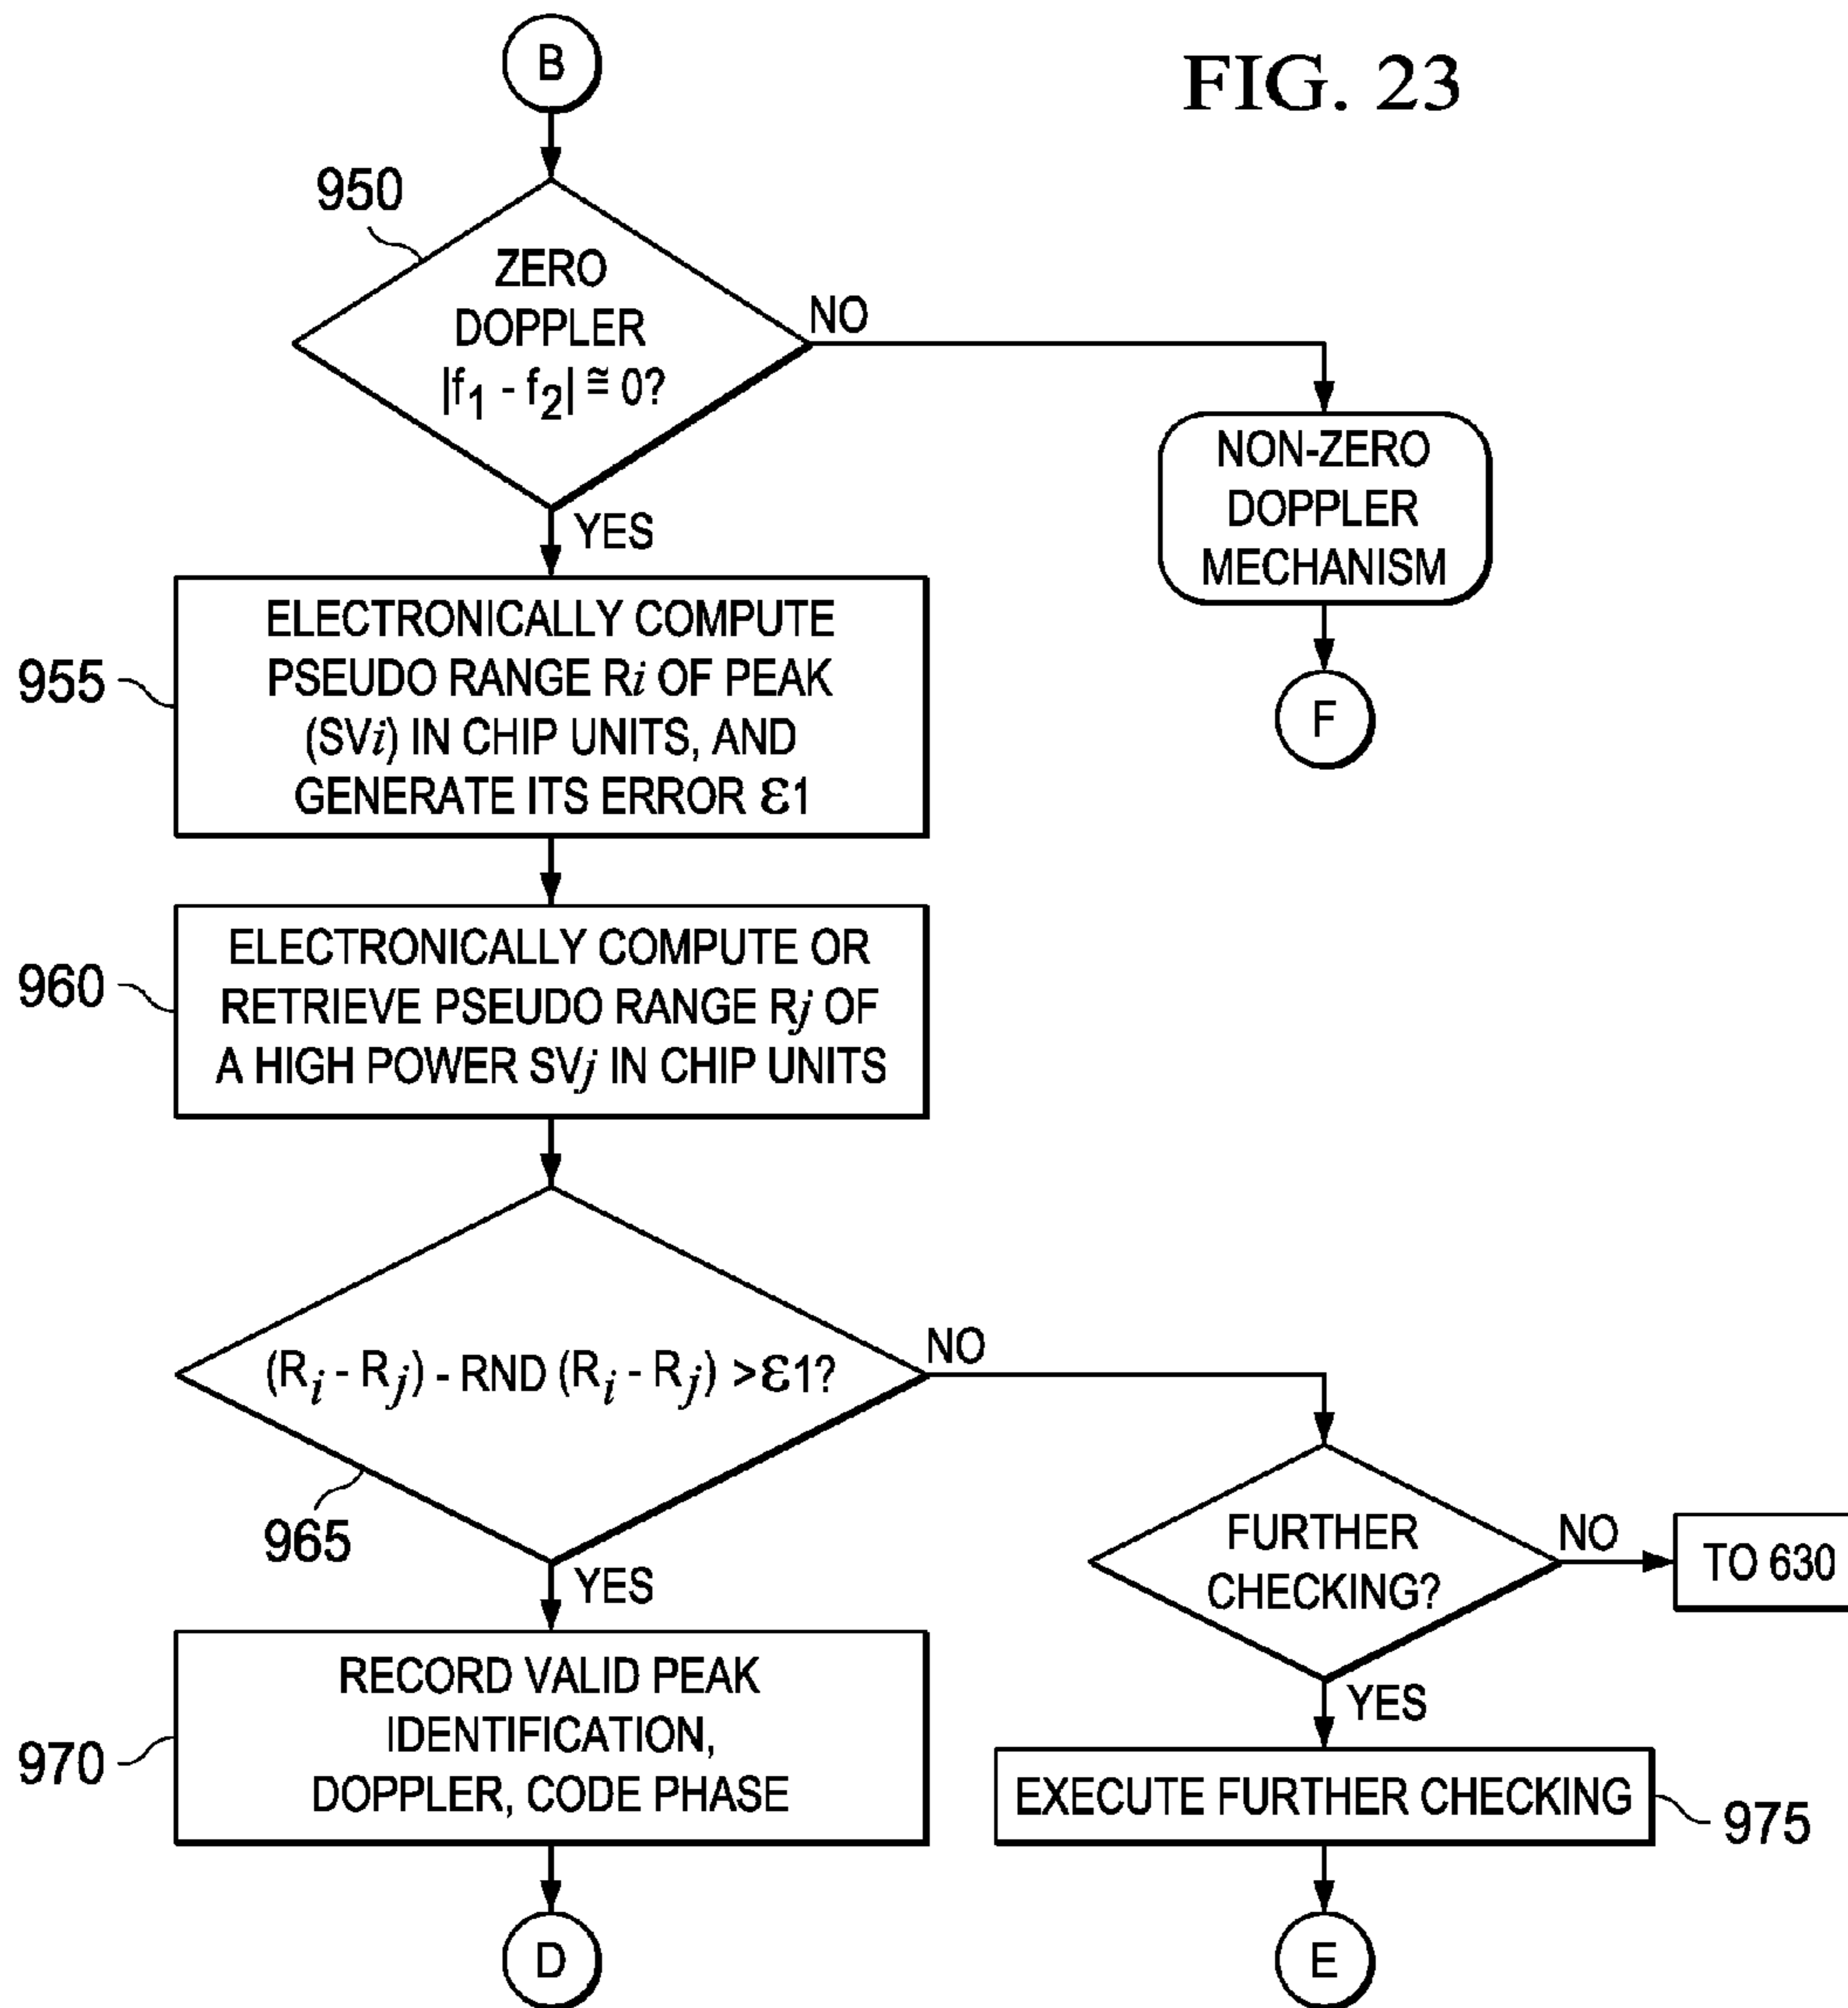 FIG. 23
B
950
ZERO
DOPPLER
|f1 - f2| ≅ 0?
NO
YES
NON-ZERO
DOPPLER
MECHANISM
F
955
ELECTRONICALLY COMPUTE
PSEUDO RANGE Ri OF PEAK
(SVi) IN CHIP UNITS, AND
GENERATE ITS ERROR ε1
960
ELECTRONICALLY COMPUTE OR
RETRIEVE PSEUDO RANGE Rj OF
A HIGH POWER SVj IN CHIP UNITS
(Ri - Rj) - RND (Ri - Rj) > ε1?
NO
965
YES
FURTHER
CHECKING?
NO
TO 630
YES
970
RECORD VALID PEAK
IDENTIFICATION,
DOPPLER, CODE PHASE
EXECUTE FURTHER CHECKING
975
D
E